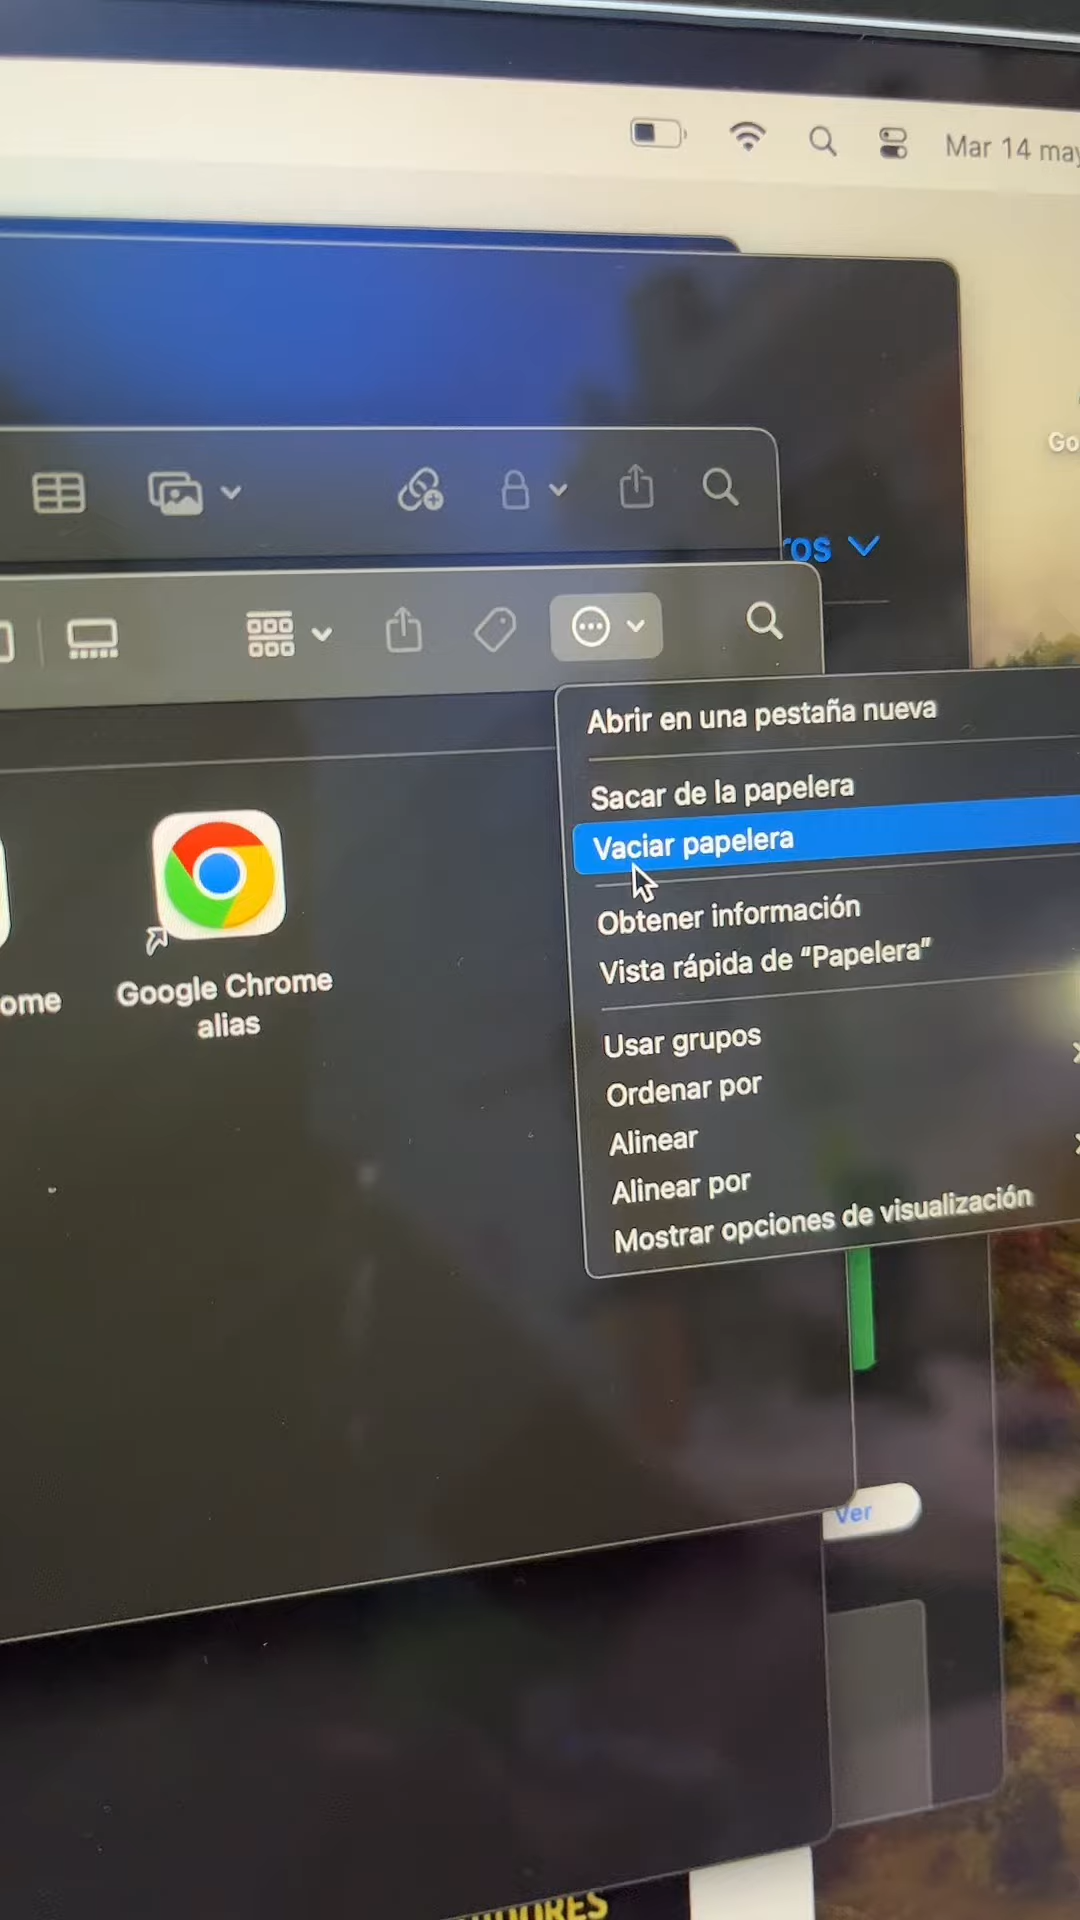 Mar 14 may
Go
ros
Abrir en una pestaña nueva
Sacar de la papelera
Vaciar papelera
Obtener información
Vista rápida de “Papelera”
Usar grupos
Ordenar por
Alinear
Alinear por
Mostrar opciones de visualización
ome
Google Chrome
alias
Ver